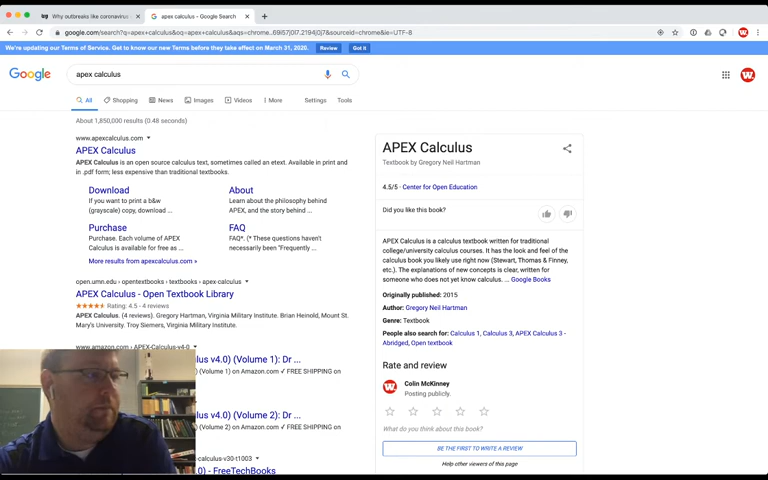 Why outbreaks like coronavirus
apex calculus - Google Search
google.com/search?q=apex+calculus&oq=apex+calculus&aqs=chrome..69i57j0l7.2194j0j7&sourceid=chrome&ie=UTF-8
We're updating our Terms of Service. Get to know our new Terms before they take effect on March 31, 2020. Review Got it
Google
apex calculus
All Shopping News Images Videos More Settings Tools
About 1,850,000 results (0.48 seconds)
www.apexcalculus.com
APEX Calculus
APEX Calculus is an open source calculus text, sometimes called an etext. Available in print and
in .pdf form; less expensive than traditional textbooks.
Download
If you want to print a b&w
(grayscale) copy, download ...
About
Learn about the philosophy behind
APEX, and the story behind ...
Purchase
Purchase. Each volume of APEX
Calculus is available for free as ...
FAQ
FAQ*. (* These questions haven't
necessarily been "Frequently ...
More results from apexcalculus.com »
open.umn.edu › opentextbooks › textbooks › apex-calculus
APEX Calculus - Open Textbook Library
Rating: 4.5 - 4 reviews
APEX Calculus. (4 reviews). Gregory Hartman, Virginia Military Institute. Brian Heinold, Mount St.
Mary's University. Troy Siemers, Virginia Military Institute.
www.amazon.com › APEX-Calculus-v4-0
lus v4.0) (Volume 1): Dr ...
(Volume 1) on Amazon.com ✓ FREE SHIPPING on
lus v4.0) (Volume 2): Dr ...
(Volume 2) on Amazon.com ✓ FREE SHIPPING on
-calculus-v30-t1003
.0) - FreeTechBooks
APEX Calculus
Textbook by Gregory Neil Hartman
4.5/5 · Center for Open Education
Did you like this book?
APEX Calculus is a calculus textbook written for traditional
college/university calculus courses. It has the look and feel of the
calculus book you likely use right now (Stewart, Thomas & Finney,
etc.). The explanations of new concepts is clear, written for
someone who does not yet know calculus. ... Google Books
Originally published: 2015
Author: Gregory Neil Hartman
Genre: Textbook
People also search for: Calculus 1, Calculus 3, APEX Calculus 3 -
Abridged, Open textbook
Rate and review
Colin McKinney
Posting publicly.
What do you think about this book?
BE THE FIRST TO WRITE A REVIEW
Help other viewers of this page